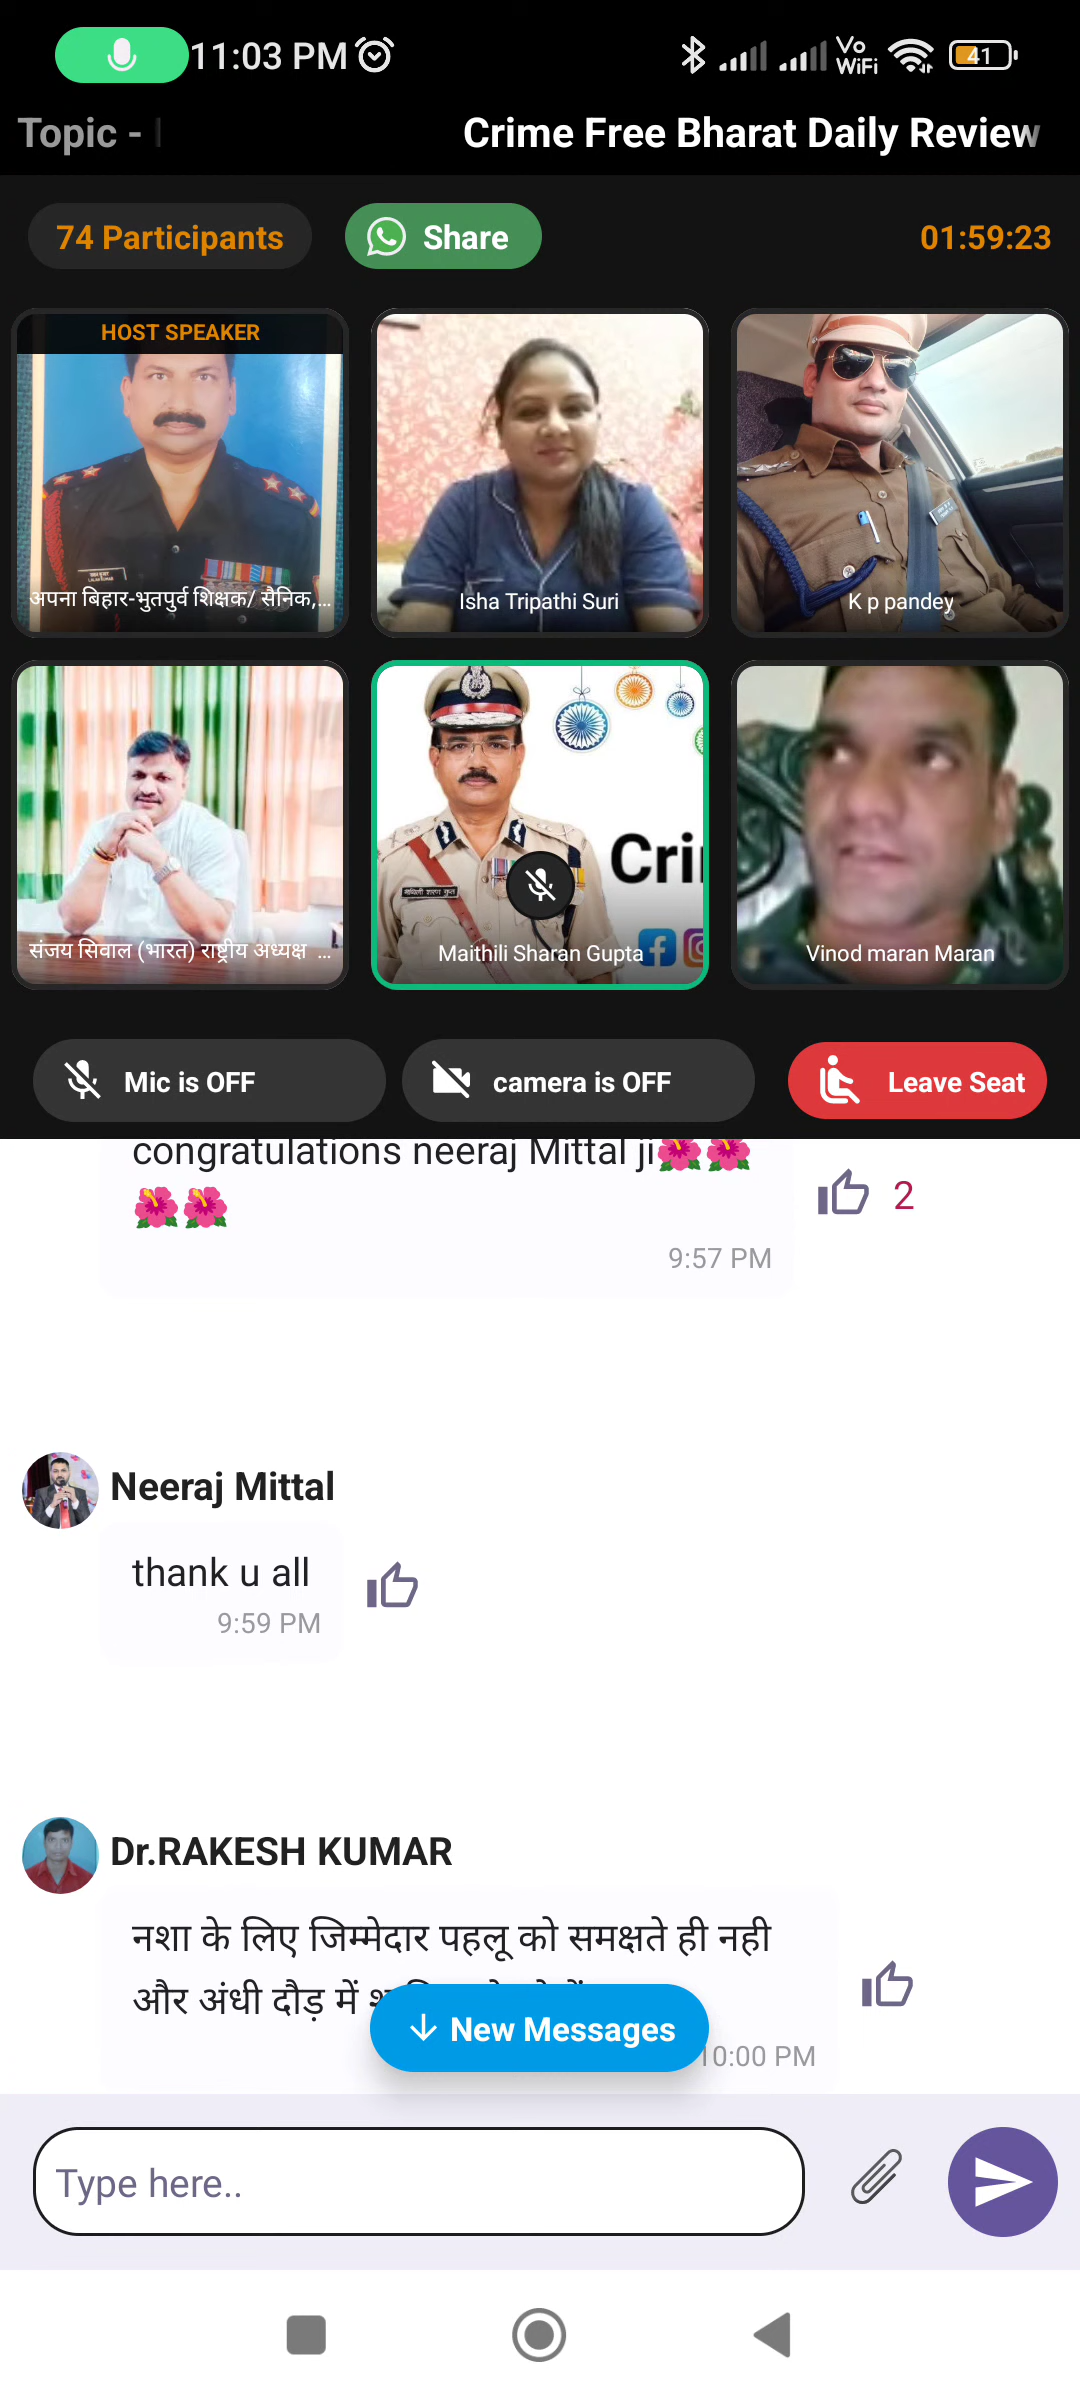 11:03 PM
Vo
WiFi
41
Topic -
Crime Free Bharat Daily Review
74 Participants
Share
01:59:23
HOST SPEAKER
अपना बिहार-भुतपुर्व शिक्षक/ सैनिक,...
Isha Tripathi Suri
K p pandey
संजय सिवाल (भारत) राष्ट्रीय अध्यक्ष ...
मैथिली शरण गुप्त
Maithili Sharan Gupta
Vinod maran Maran
Mic is OFF
camera is OFF
Leave Seat
congratulations neeraj Mittal ji🌺🌺
🌺🌺
2
9:57 PM
Neeraj Mittal
thank u all
9:59 PM
Dr.RAKESH KUMAR
नशा के लिए जिम्मेदार पहलू को समक्षते ही नही
और अंधी दौड़ में
New Messages
10:00 PM
Type here..